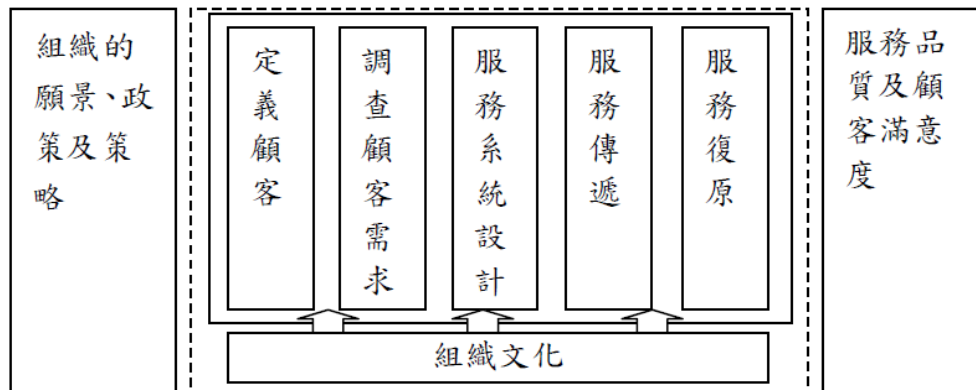 組織的
願景、政
策及策
略
定義顧客
調查顧客需求
服務系統設計
服務傳遞
服務復原
組織文化
服務品
質及顧
客滿意
度